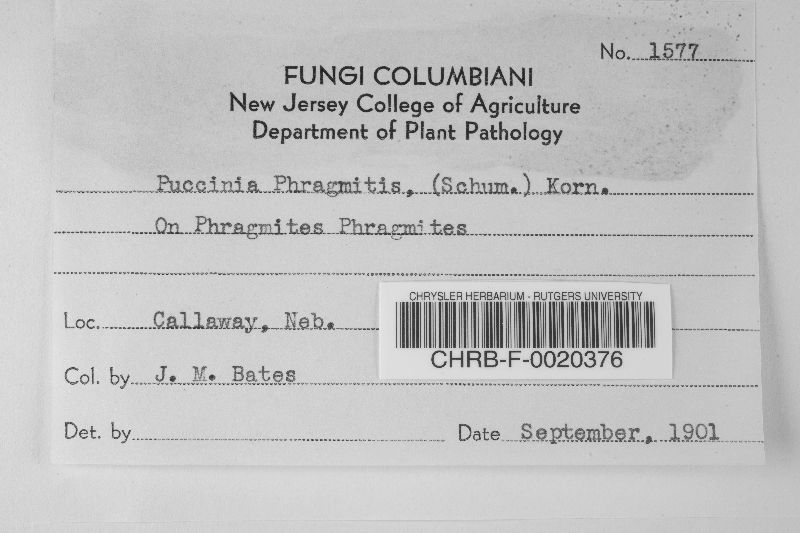 No. 1577
FUNGI COLUMBIANI
New Jersey College of Agriculture
Department of Plant Pathology
Puccinia Phragmitis, (Schum.) Korn.
On Phragmites Phragmites
Loc. Callaway, Neb.
CHRYSLER HERBARIUM - RUTGERS UNIVERSITY
CHRB-F-0020376
Col. by J. M. Bates
Det. by
Date September, 1901